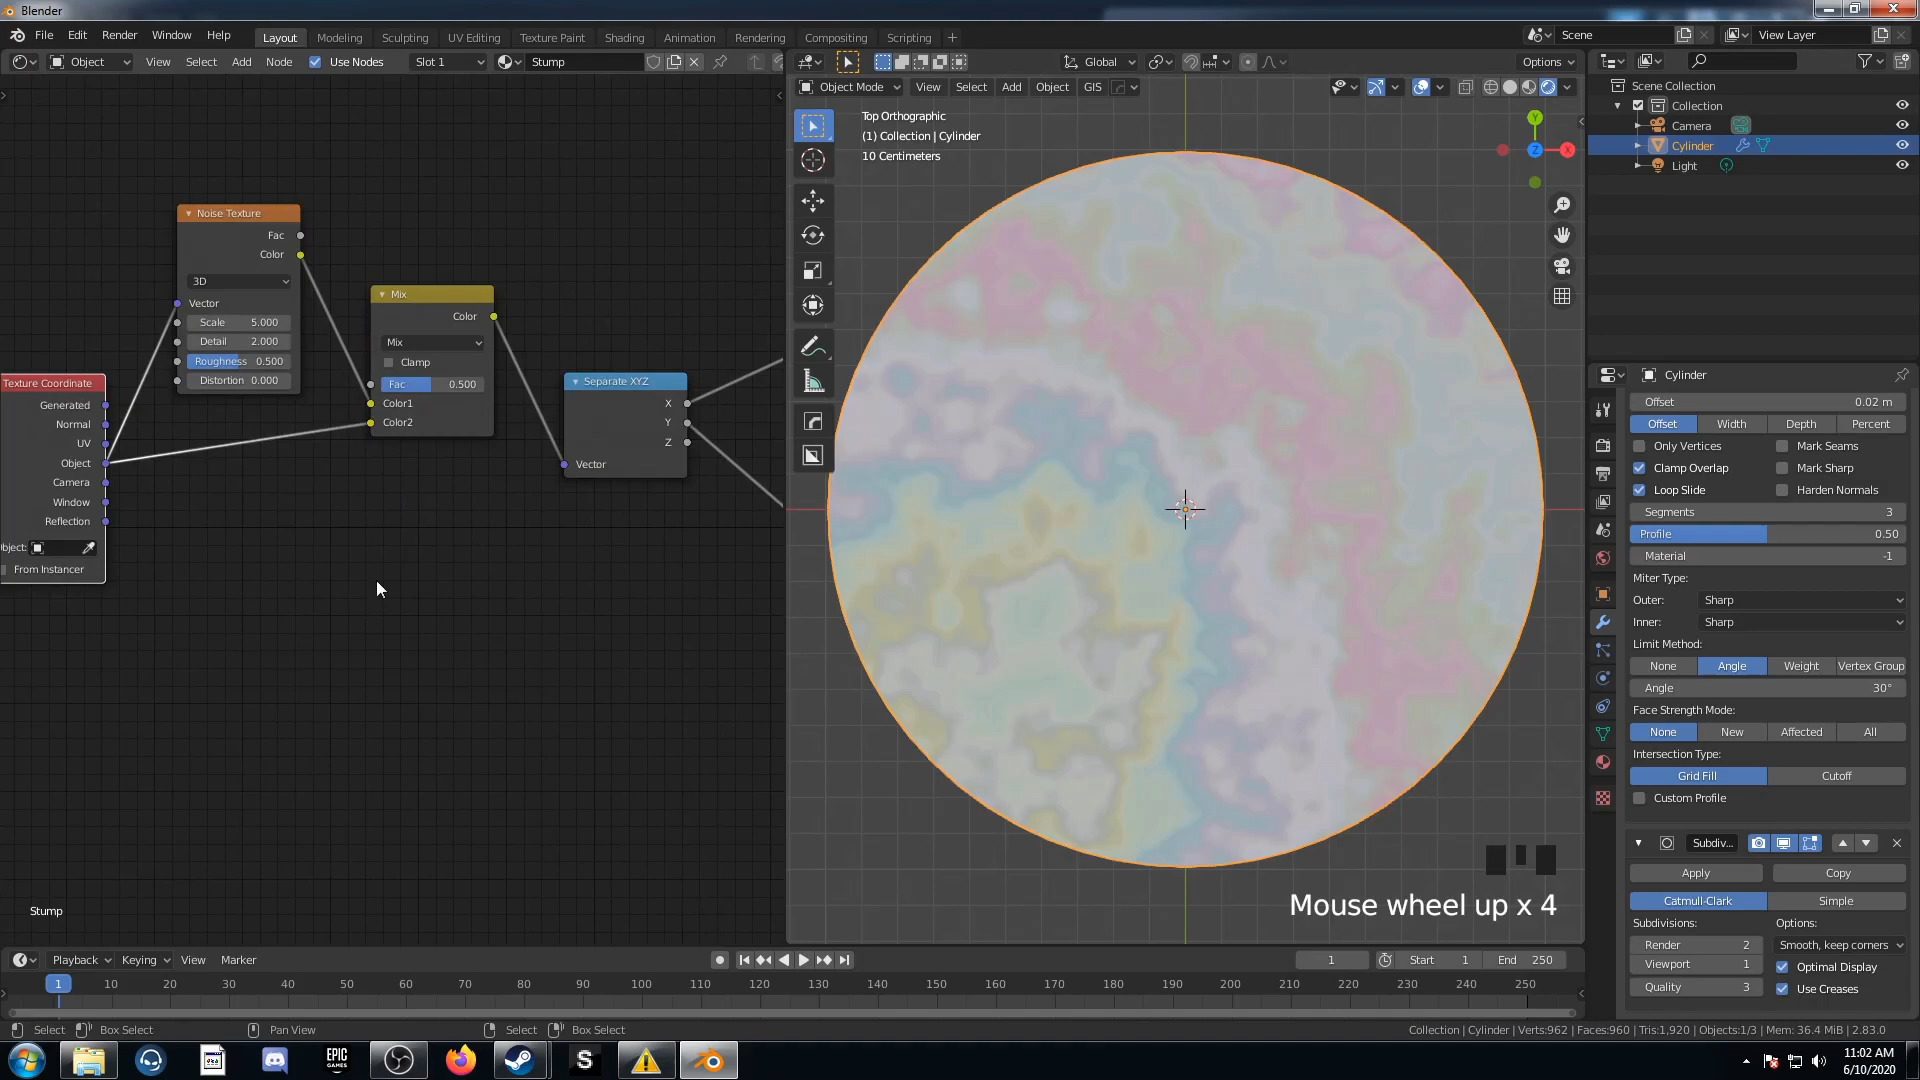 Blender
File Edit Render Window Help
Layout Modeling Sculpting UV Editing Texture Paint Shading Animation Rendering Compositing Scripting
Scene
View Layer
Object View Select Add Node Use Nodes Slot 1 Stump
Global
Options
Object Mode View Select Add Object GIS
Top Orthographic
(1) Collection | Cylinder
10 Centimeters
Y
Z
X
Scene Collection
Collection
Camera
Cylinder
Light
Noise Texture
Fac
Color
3D
Vector
Scale 5.000
Detail 2.000
Roughness 0.500
Distortion 0.000
Mix
Color
Mix
Clamp
Fac 0.500
Color1
Color2
Separate XYZ
X
Y
Z
Vector
Texture Coordinate
Generated
Normal
UV
Object
Camera
Window
Reflection
bject:
From Instancer
Stump
Mouse wheel up x 4
Cylinder
Offset 0.02 m
Offset Width Depth Percent
Only Vertices Mark Seams
Clamp Overlap Mark Sharp
Loop Slide Harden Normals
Segments 3
Profile 0.50
Material -1
Miter Type:
Outer: Sharp
Inner: Sharp
Limit Method:
None Angle Weight Vertex Group
Angle 30°
Face Strength Mode:
None New Affected All
Intersection Type:
Grid Fill Cutoff
Custom Profile
Subdiv...
Apply Copy
Catmull-Clark Simple
Subdivisions: Options:
Render 2 Smooth, keep corners
Viewport 1 Optimal Display
Quality 3 Use Creases
Playback Keying View Marker
1 Start 1 End 250
1 10 20 30 40 50 60 70 80 90 100 110 120 130 140 150 160 170 180 190 200 210 220 230 240 250
Select Box Select Pan View Select Box Select
Collection | Cylinder | Verts:962 | Faces:960 | Tris:1,920 | Objects:1/3 | Mem: 36.4 MiB | 2.83.0
EPIC
GAMES
S
11:02 AM
6/10/2020